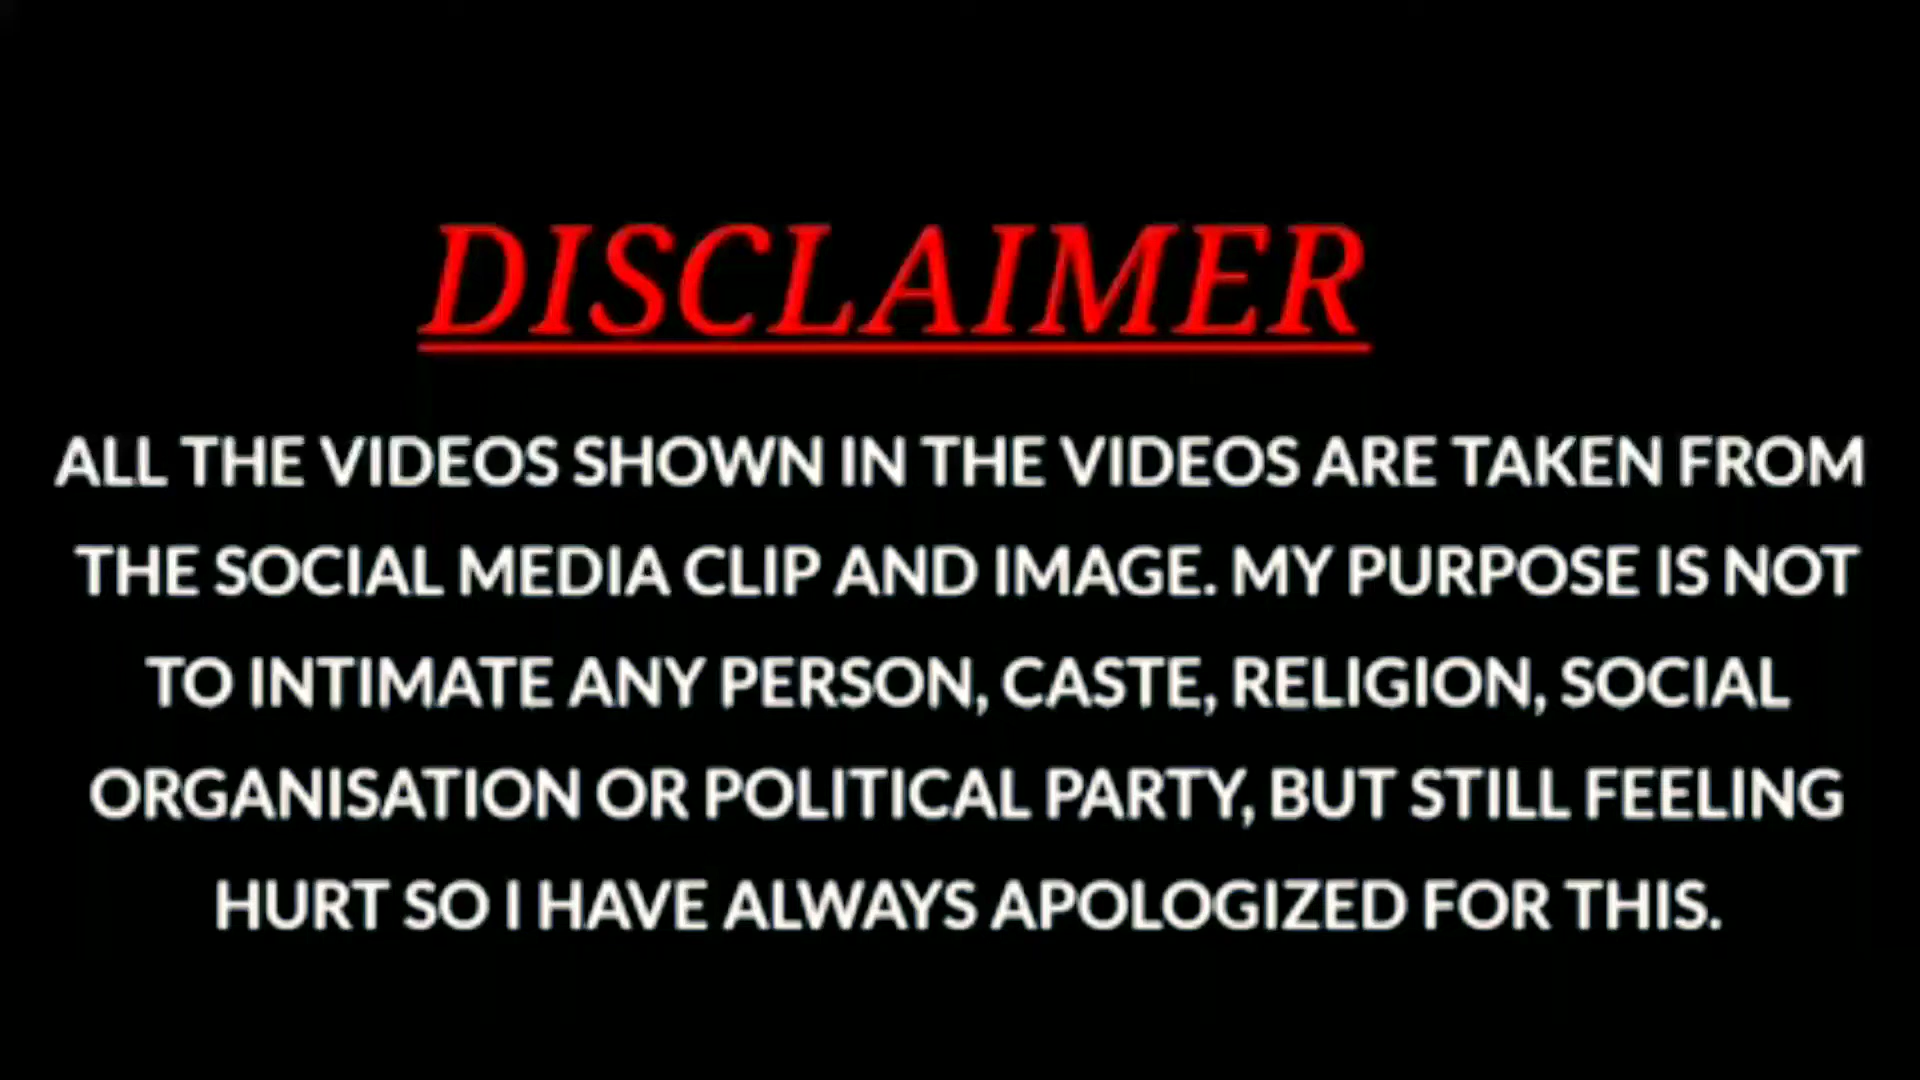 DISCLAIMER
ALL THE VIDEOS SHOWN IN THE VIDEOS ARE TAKEN FROM
THE SOCIAL MEDIA CLIP AND IMAGE. MY PURPOSE IS NOT
TO INTIMATE ANY PERSON, CASTE, RELIGION, SOCIAL
ORGANISATION OR POLITICAL PARTY, BUT STILL FEELING
HURT SO I HAVE ALWAYS APOLOGIZED FOR THIS.